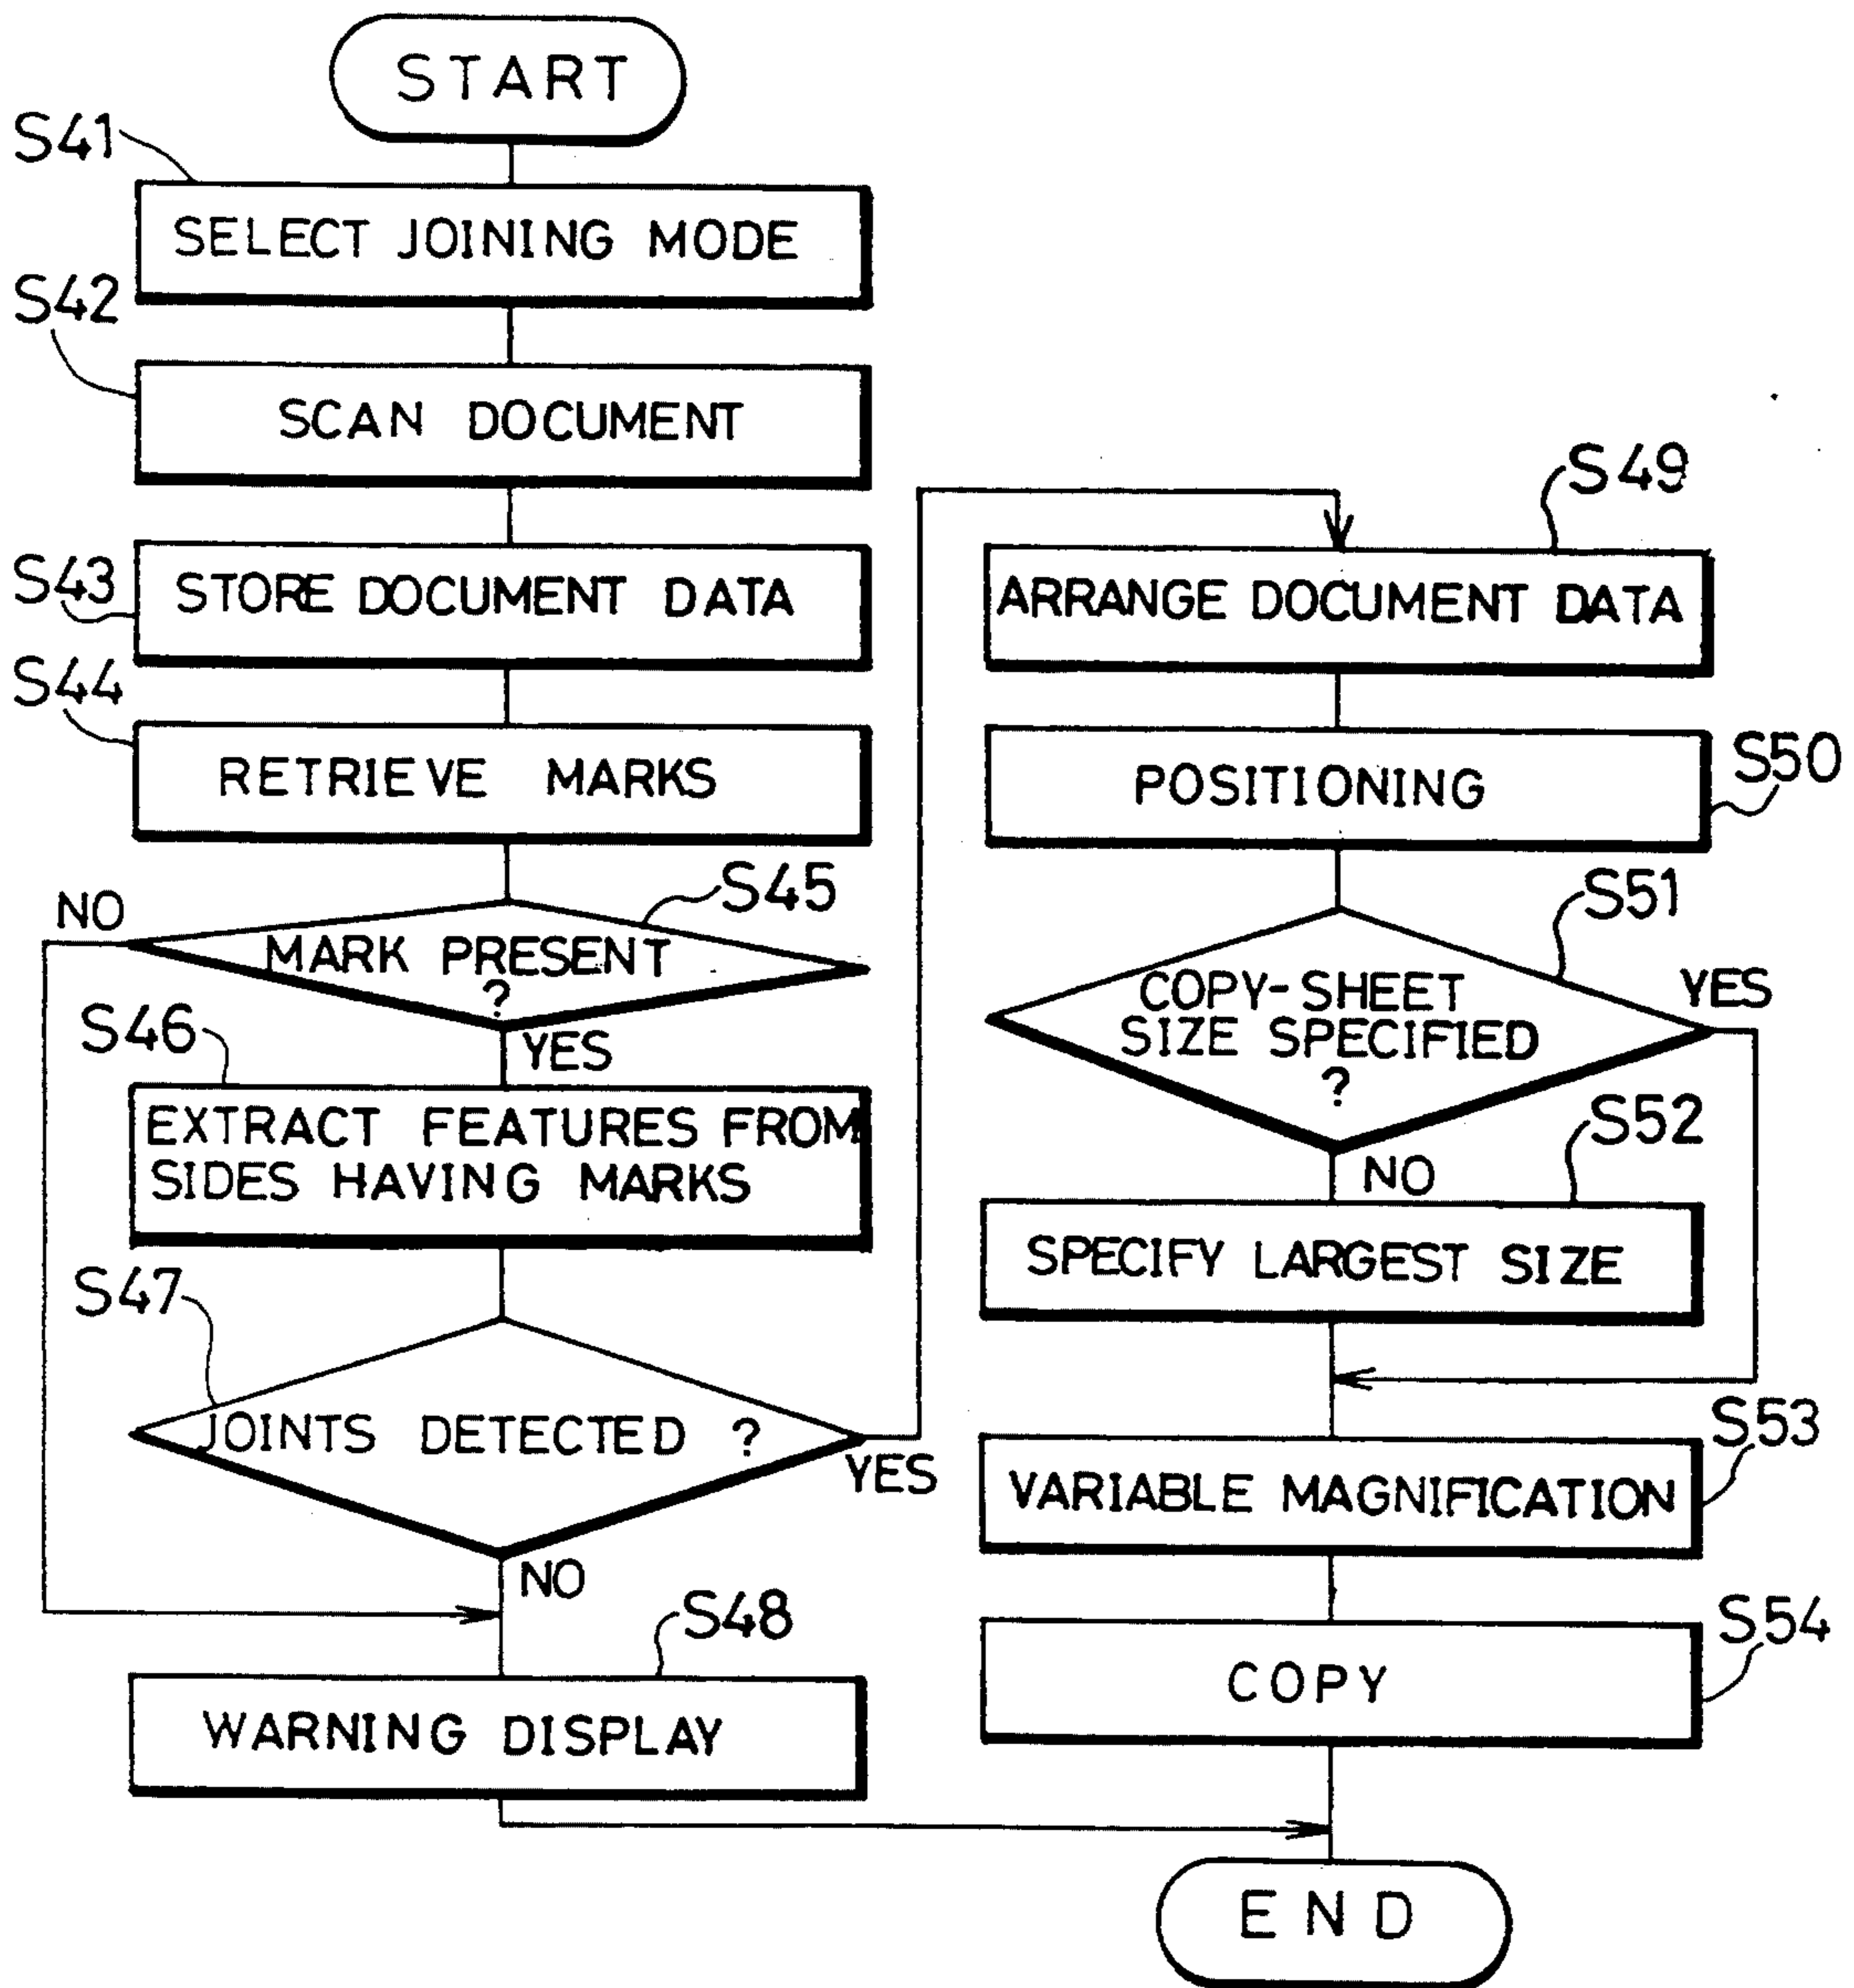 START
S41
SELECT JOINING MODE
S42
SCAN DOCUMENT
S43
STORE DOCUMENT DATA
S44
RETRIEVE MARKS
S45
NO
MARK PRESENT
?
YES
S46
EXTRACT FEATURES FROM
SIDES HAVING MARKS
S47
JOINTS DETECTED ?
YES
NO
S48
WARNING DISPLAY
S49
ARRANGE DOCUMENT DATA
S50
POSITIONING
S51
COPY-SHEET
SIZE SPECIFIED
?
YES
NO
S52
SPECIFY LARGEST SIZE
S53
VARIABLE MAGNIFICATION
S54
COPY
END